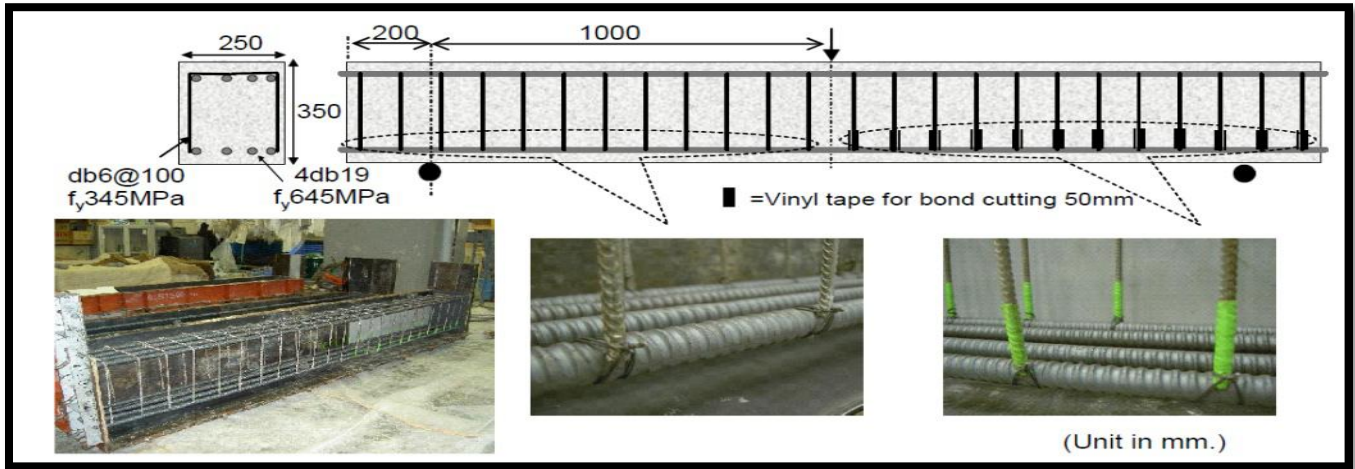 200
1000
250
350
db6@100
fy345MPa
4db19
fy645MPa
=Vinyl tape for bond cutting 50mm
(Unit in mm.)